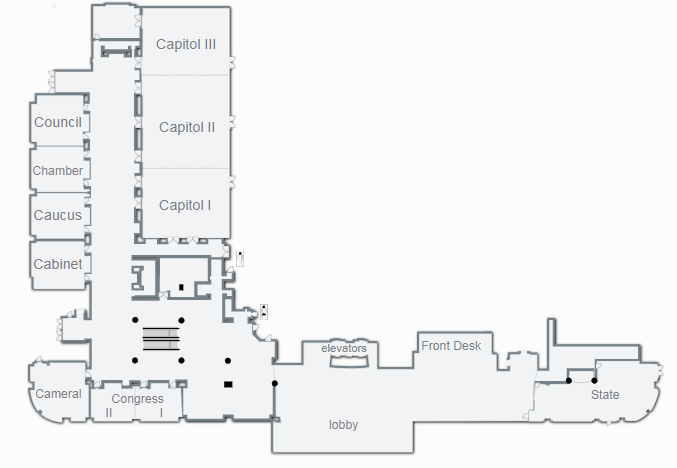 Capitol III
Council
Capitol II
Chamber
Capitol I
Caucus
Cabinet
elevators
Front Desk
Cameral
Congress
II I
State
lobby